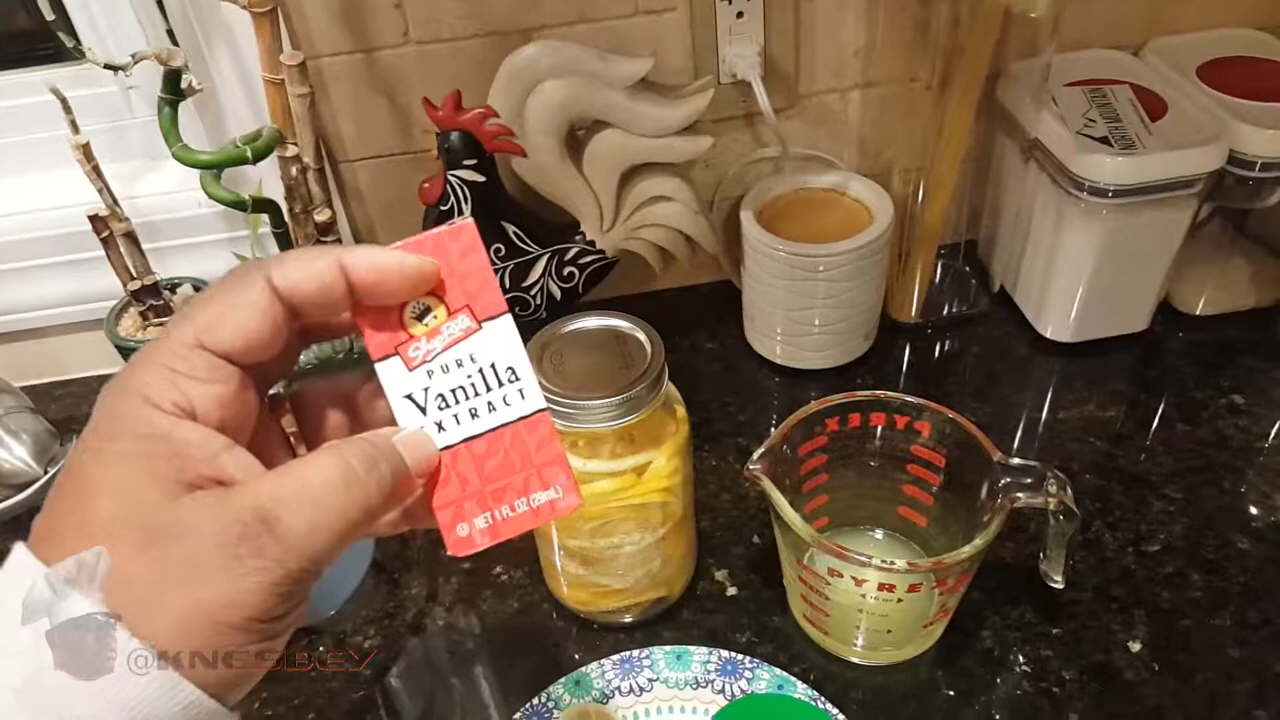 ShopRite
PURE
Vanilla
EXTRACT
NET 1 FL. OZ (29mL)
NORTH MOUNTAIN
PYREX
PYREX
@KNCSBEY